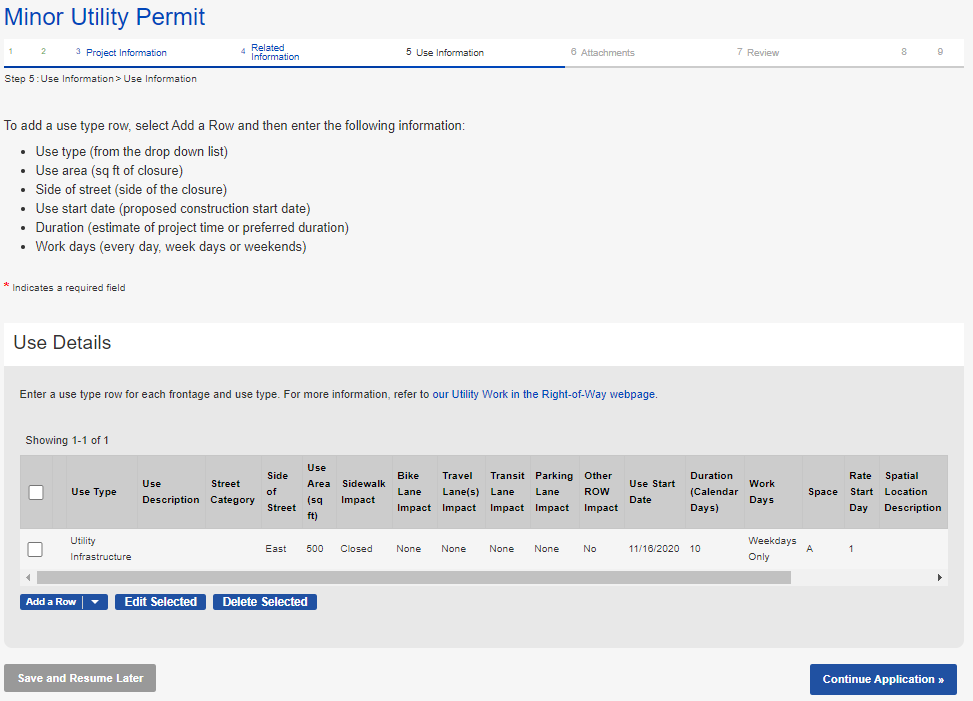 Minor Utility Permit
1 2 3 Project Information 4 Related Information 5 Use Information 6 Attachments 7 Review 8 9
Step 5 : Use Information > Use Information
To add a use type row, select Add a Row and then enter the following information:
• Use type (from the drop down list)
• Use area (sq ft of closure)
• Side of street (side of the closure)
• Use start date (proposed construction start date)
• Duration (estimate of project time or preferred duration)
• Work days (every day, week days or weekends)
* Indicates a required field
Use Details
Enter a use type row for each frontage and use type. For more information, refer to our Utility Work in the Right-of-Way webpage.
Showing 1-1 of 1
Use Type Use Description Street Category Side of Street Use Area (sq ft) Sidewalk Impact Bike Lane Impact Travel Lane(s) Impact Transit Lane Impact Parking Lane Impact Other ROW Impact Use Start Date Duration (Calendar Days) Work Days Space Rate Start Day Spatial Location Description
Utility Infrastructure East 500 Closed None None None None No 11/16/2020 10 Weekdays Only A 1
Add a Row Edit Selected Delete Selected
Save and Resume Later Continue Application »